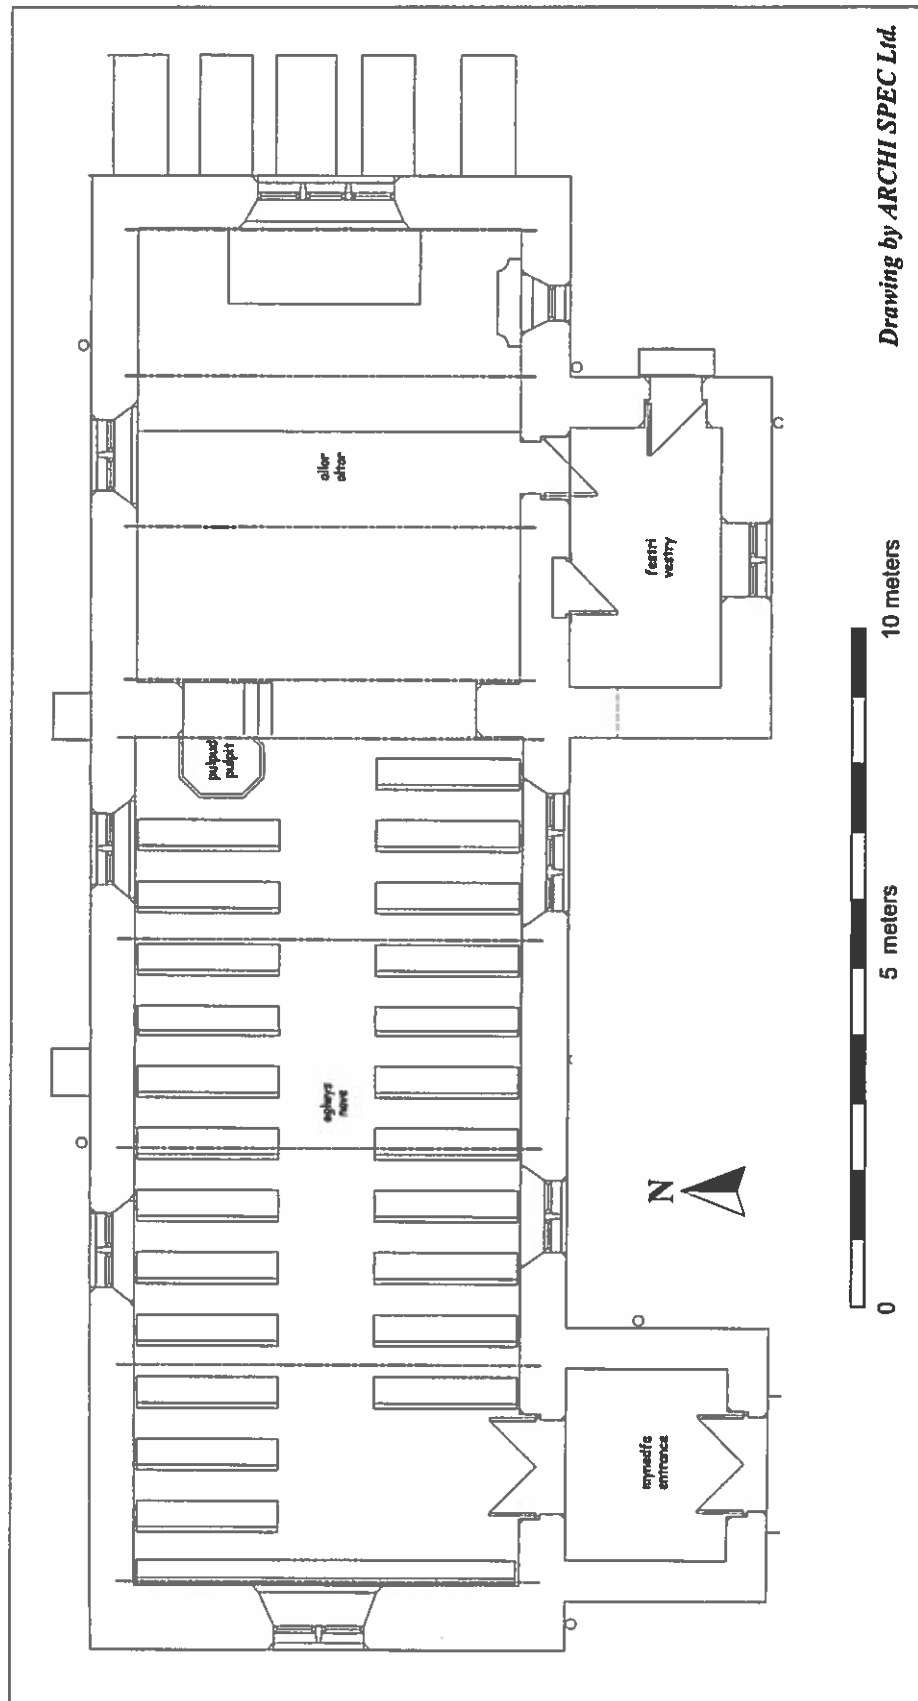 mynedfa
entrance
eglwys
nave
pulpud
pulpit
allor
altar
festri
vestry
N
0
5 meters
10 meters
Drawing by ARCHI SPEC Ltd.